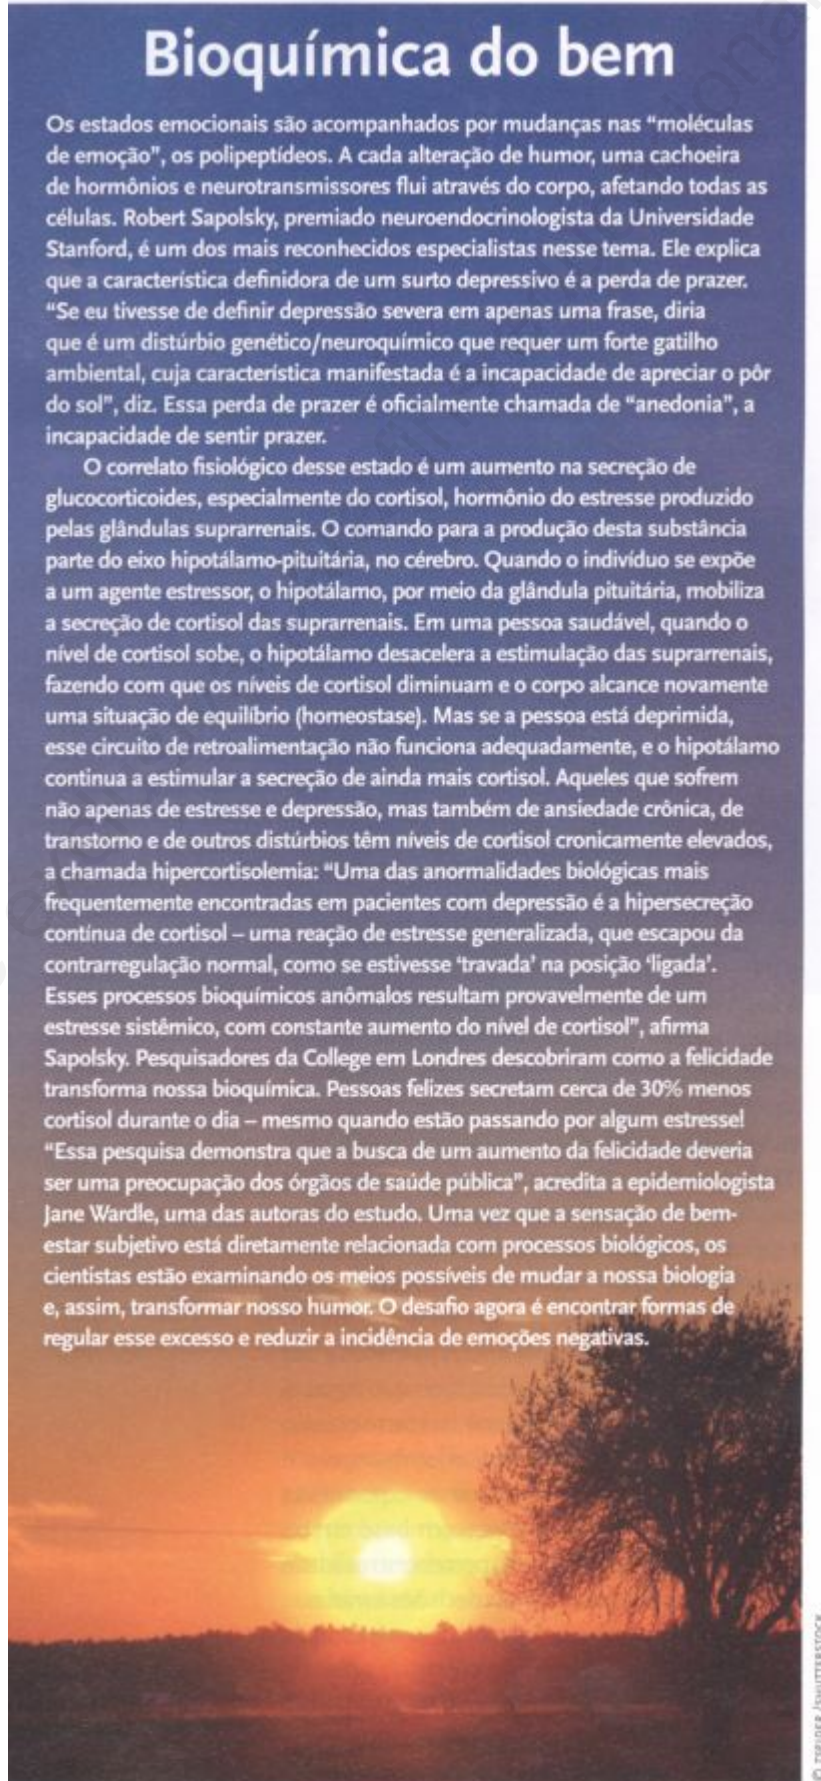 Bioquímica do bem
Os estados emocionais são acompanhados por mudanças nas “moléculas
de emoção”, os polipeptídeos. A cada alteração de humor, uma cachoeira
de hormônios e neurotransmissores flui através do corpo, afetando todas as
células. Robert Sapolsky, premiado neuroendocrinologista da Universidade
Stanford, é um dos mais reconhecidos especialistas nesse tema. Ele explica
que a característica definidora de um surto depressivo é a perda de prazer.
“Se eu tivesse de definir depressão severa em apenas uma frase, diria
que é um distúrbio genético/neuroquímico que requer um forte gatilho
ambiental, cuja característica manifestada é a incapacidade de apreciar o pôr
do sol”, diz. Essa perda de prazer é oficialmente chamada de “anedonia”, a
incapacidade de sentir prazer.
O correlato fisiológico desse estado é um aumento na secreção de
glucocorticoides, especialmente do cortisol, hormônio do estresse produzido
pelas glândulas suprarrenais. O comando para a produção desta substância
parte do eixo hipotálamo-pituitária, no cérebro. Quando o indivíduo se expõe
a um agente estressor, o hipotálamo, por meio da glândula pituitária, mobiliza
a secreção de cortisol das suprarrenais. Em uma pessoa saudável, quando o
nível de cortisol sobe, o hipotálamo desacelera a estimulação das suprarrenais,
fazendo com que os níveis de cortisol diminuam e o corpo alcance novamente
uma situação de equilíbrio (homeostase). Mas se a pessoa está deprimida,
esse circuito de retroalimentação não funciona adequadamente, e o hipotálamo
continua a estimular a secreção de ainda mais cortisol. Aqueles que sofrem
não apenas de estresse e depressão, mas também de ansiedade crônica, de
transtorno e de outros distúrbios têm níveis de cortisol cronicamente elevados,
a chamada hipercortisolemia: “Uma das anormalidades biológicas mais
frequentemente encontradas em pacientes com depressão é a hipersecreção
contínua de cortisol – uma reação de estresse generalizada, que escapou da
contrarregulação normal, como se estivesse ‘travada’ na posição ‘ligada’.
Esses processos bioquímicos anômalos resultam provavelmente de um
estresse sistêmico, com constante aumento do nível de cortisol”, afirma
Sapolsky. Pesquisadores da College em Londres descobriram como a felicidade
transforma nossa bioquímica. Pessoas felizes secretam cerca de 30% menos
cortisol durante o dia – mesmo quando estão passando por algum estresse!
“Essa pesquisa demonstra que a busca de um aumento da felicidade deveria
ser uma preocupação dos órgãos de saúde pública”, acredita a epidemiologista
Jane Wardle, uma das autoras do estudo. Uma vez que a sensação de bem-
estar subjetivo está diretamente relacionada com processos biológicos, os
cientistas estão examinando os meios possíveis de mudar a nossa biologia
e, assim, transformar nosso humor. O desafio agora é encontrar formas de
regular esse excesso e reduzir a incidência de emoções negativas.